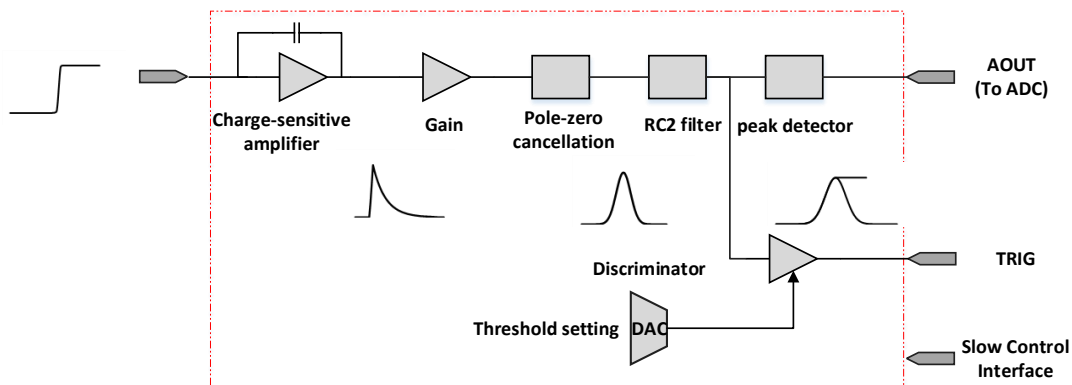 AOUT
(To ADC)
Charge-sensitive
amplifier
Gain
Pole-zero
cancellation
RC2 filter
peak detector
Discriminator
TRIG
Threshold setting
DAC
Slow Control
Interface